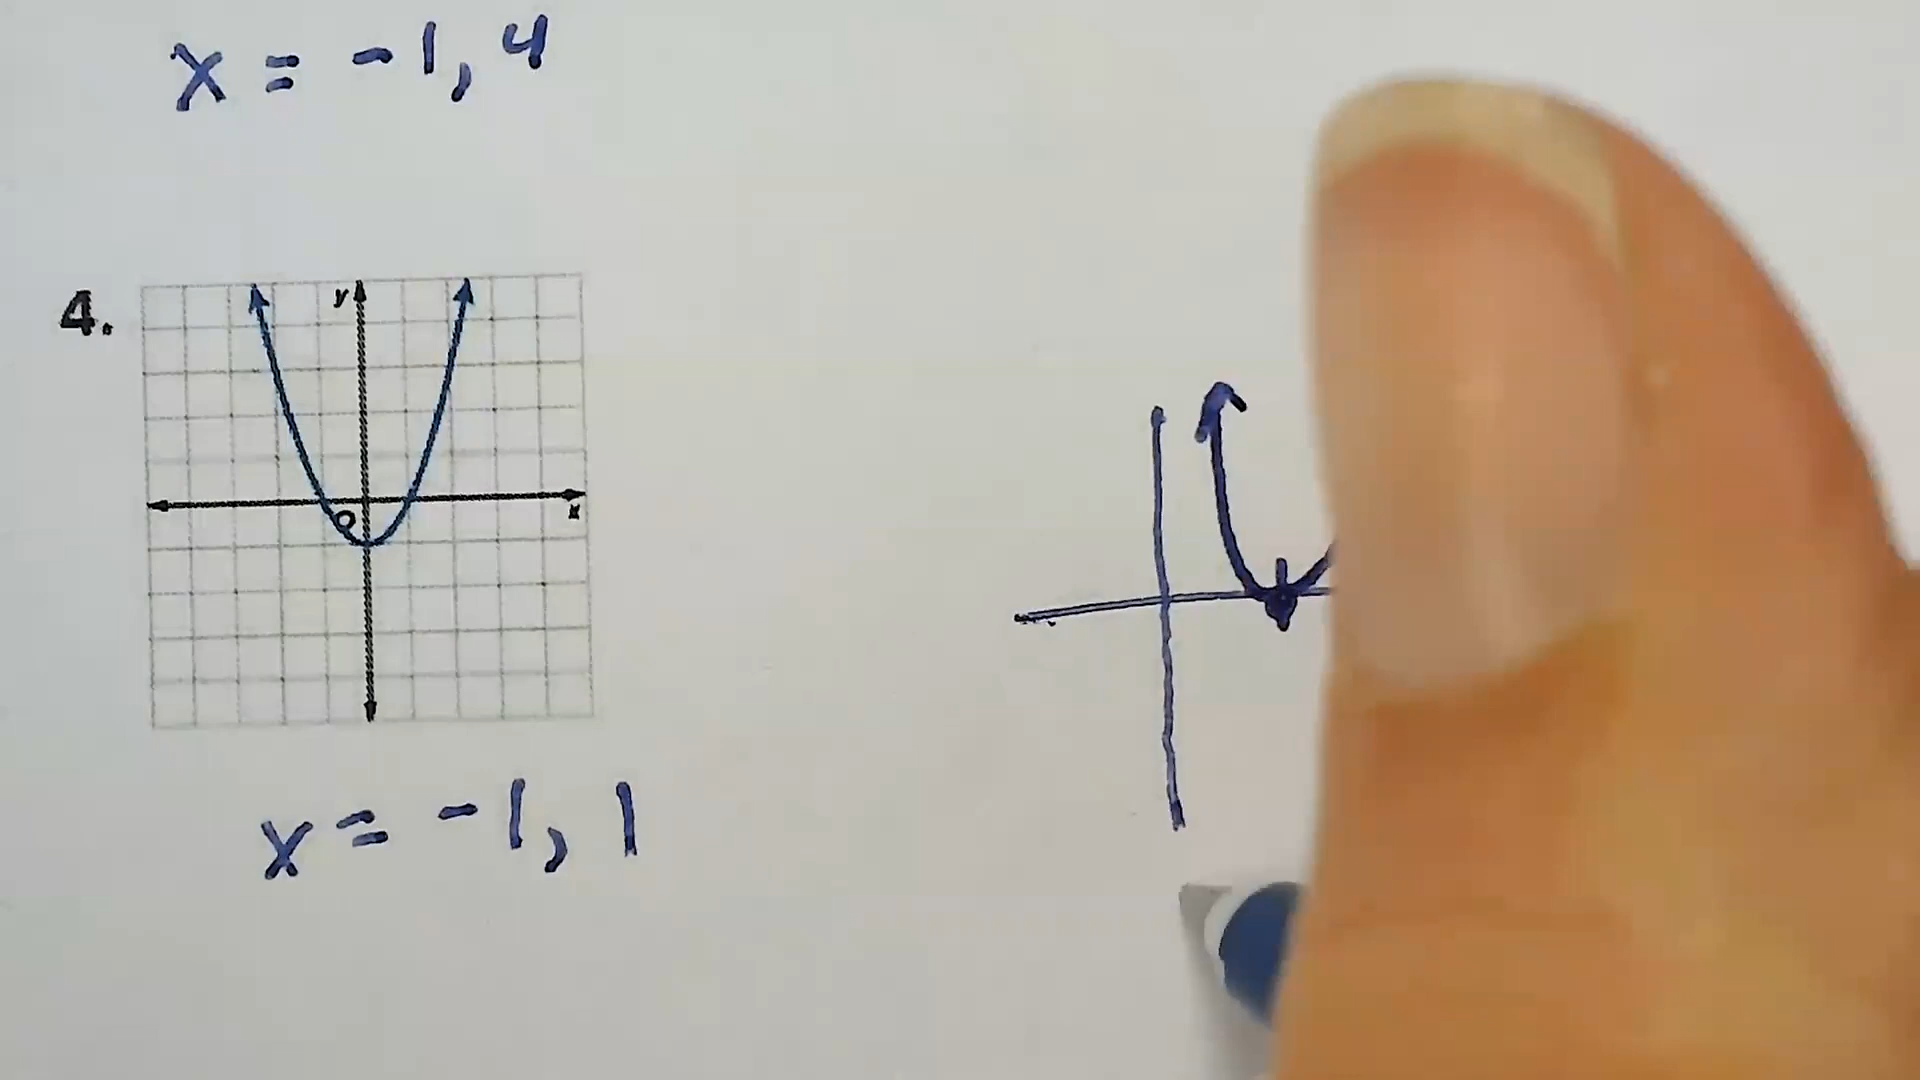 x = -1, 4
4.
y
O
x
x = -1, 1